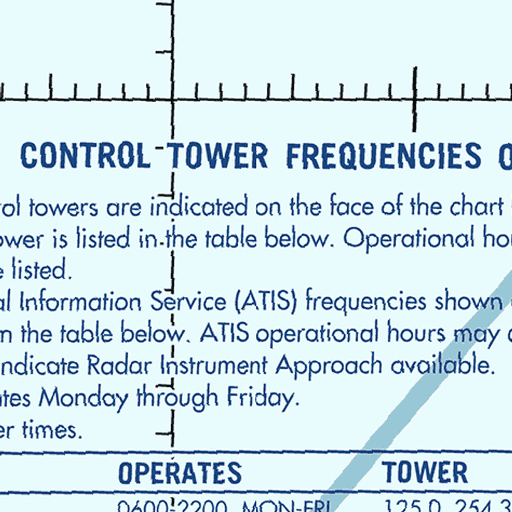 CONTROL TOWER FREQUENCIES O
ol towers are indicated on the face of the chart
ower is listed in the table below. Operational hou
e listed.
al Information Service (ATIS) frequencies shown
n the table below. ATIS operational hours may
ndicate Radar Instrument Approach available.
tes Monday through Friday.
er times.
OPERATES TOWER
0600-2200 MON-FRI 125.0 254.3